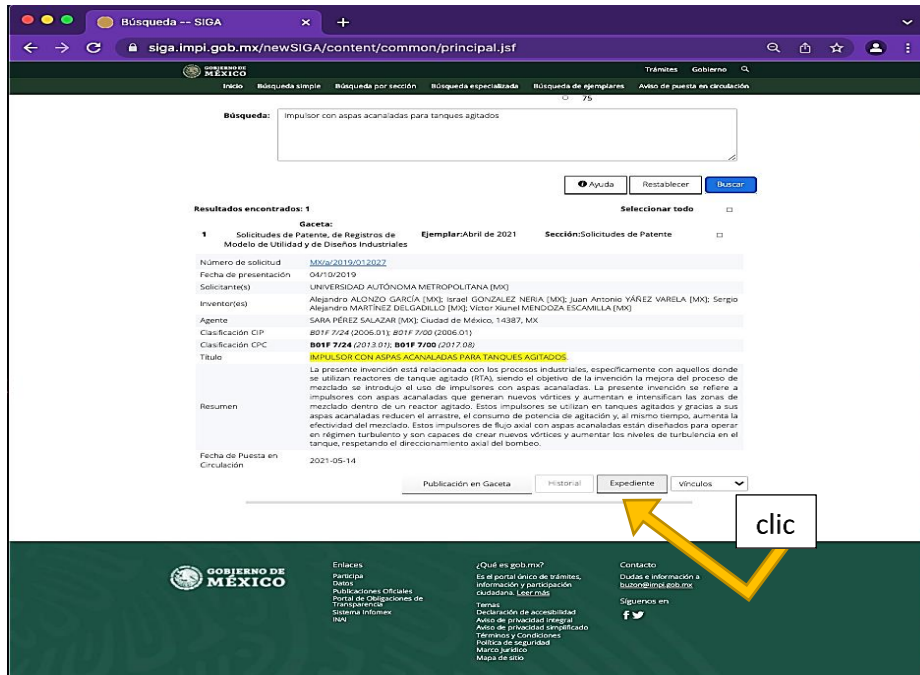 Búsqueda -- SIGA
siga.impi.gob.mx/newSIGA/content/common/principal.jsf
GOBIERNO DE
MÉXICO
Trámites Gobierno
Inicio Búsqueda simple Búsqueda por sección Búsqueda especializada Búsqueda de ejemplares Aviso de puesta en circulación
75
Búsqueda: Impulsor con aspas acanaladas para tanques agitados
Ayuda Restablecer Buscar
Resultados encontrados: 1 Seleccionar todo
Gaceta:
1 Solicitudes de Patente, de Registros de Ejemplar:Abril de 2021 Sección:Solicitudes de Patente
Modelo de Utilidad y de Diseños Industriales
Número de solicitud MX/a/2019/012027
Fecha de presentación 04/10/2019
Solicitante(s) UNIVERSIDAD AUTÓNOMA METROPOLITANA [MX]
Inventor(es) Alejandro ALONZO GARCÍA [MX]; Israel GONZALEZ NERIA [MX]; Juan Antonio YÁÑEZ VARELA [MX]; Sergio
Alejandro MARTÍNEZ DELGADILLO [MX]; Víctor Xiunel MENDOZA ESCAMILLA [MX]
Agente SARA PÉREZ SALAZAR [MX]; Ciudad de México, 14387, MX
Clasificación CIP B01F 7/24 (2006.01); B01F 7/00 (2006.01)
Clasificación CPC B01F 7/24 (2013.01); B01F 7/00 (2017.08)
Título IMPULSOR CON ASPAS ACANALADAS PARA TANQUES AGITADOS.
La presente invención está relacionada con los procesos industriales, específicamente con aquellos donde
se utilizan reactores de tanque agitado (RTA), siendo el objetivo de la invención la mejora del proceso de
mezclado se introdujo el uso de impulsores con aspas acanaladas. La presente invención se refiere a
impulsores con aspas acanaladas que generan nuevos vórtices y aumentan e intensifican las zonas de
Resumen mezclado dentro de un reactor agitado. Estos impulsores se utilizan en tanques agitados y gracias a sus
aspas acanaladas reducen el arrastre, el consumo de potencia de agitación y, al mismo tiempo, aumenta la
efectividad del mezclado. Estos impulsores de flujo axial con aspas acanaladas están diseñados para operar
en régimen turbulento y son capaces de crear nuevos vórtices y aumentar los niveles de turbulencia en el
tanque, respetando el direccionamiento axial del bombeo.
Fecha de Puesta en
Circulación 2021-05-14
Publicación en Gaceta Historial Expediente Vínculos
clic
GOBIERNO DE
MÉXICO
Enlaces
Participa
Datos
Publicaciones Oficiales
Portal de Obligaciones de
Transparencia
Sistema Infomex
INAI
¿Qué es gob.mx?
Es el portal único de trámites,
información y participación
ciudadana. Leer más
Temas
Declaración de accesibilidad
Aviso de privacidad integral
Aviso de privacidad simplificado
Términos y Condiciones
Política de seguridad
Marco jurídico
Mapa de sitio
Contacto
Dudas e información a
buzon@impi.gob.mx
Síguenos en